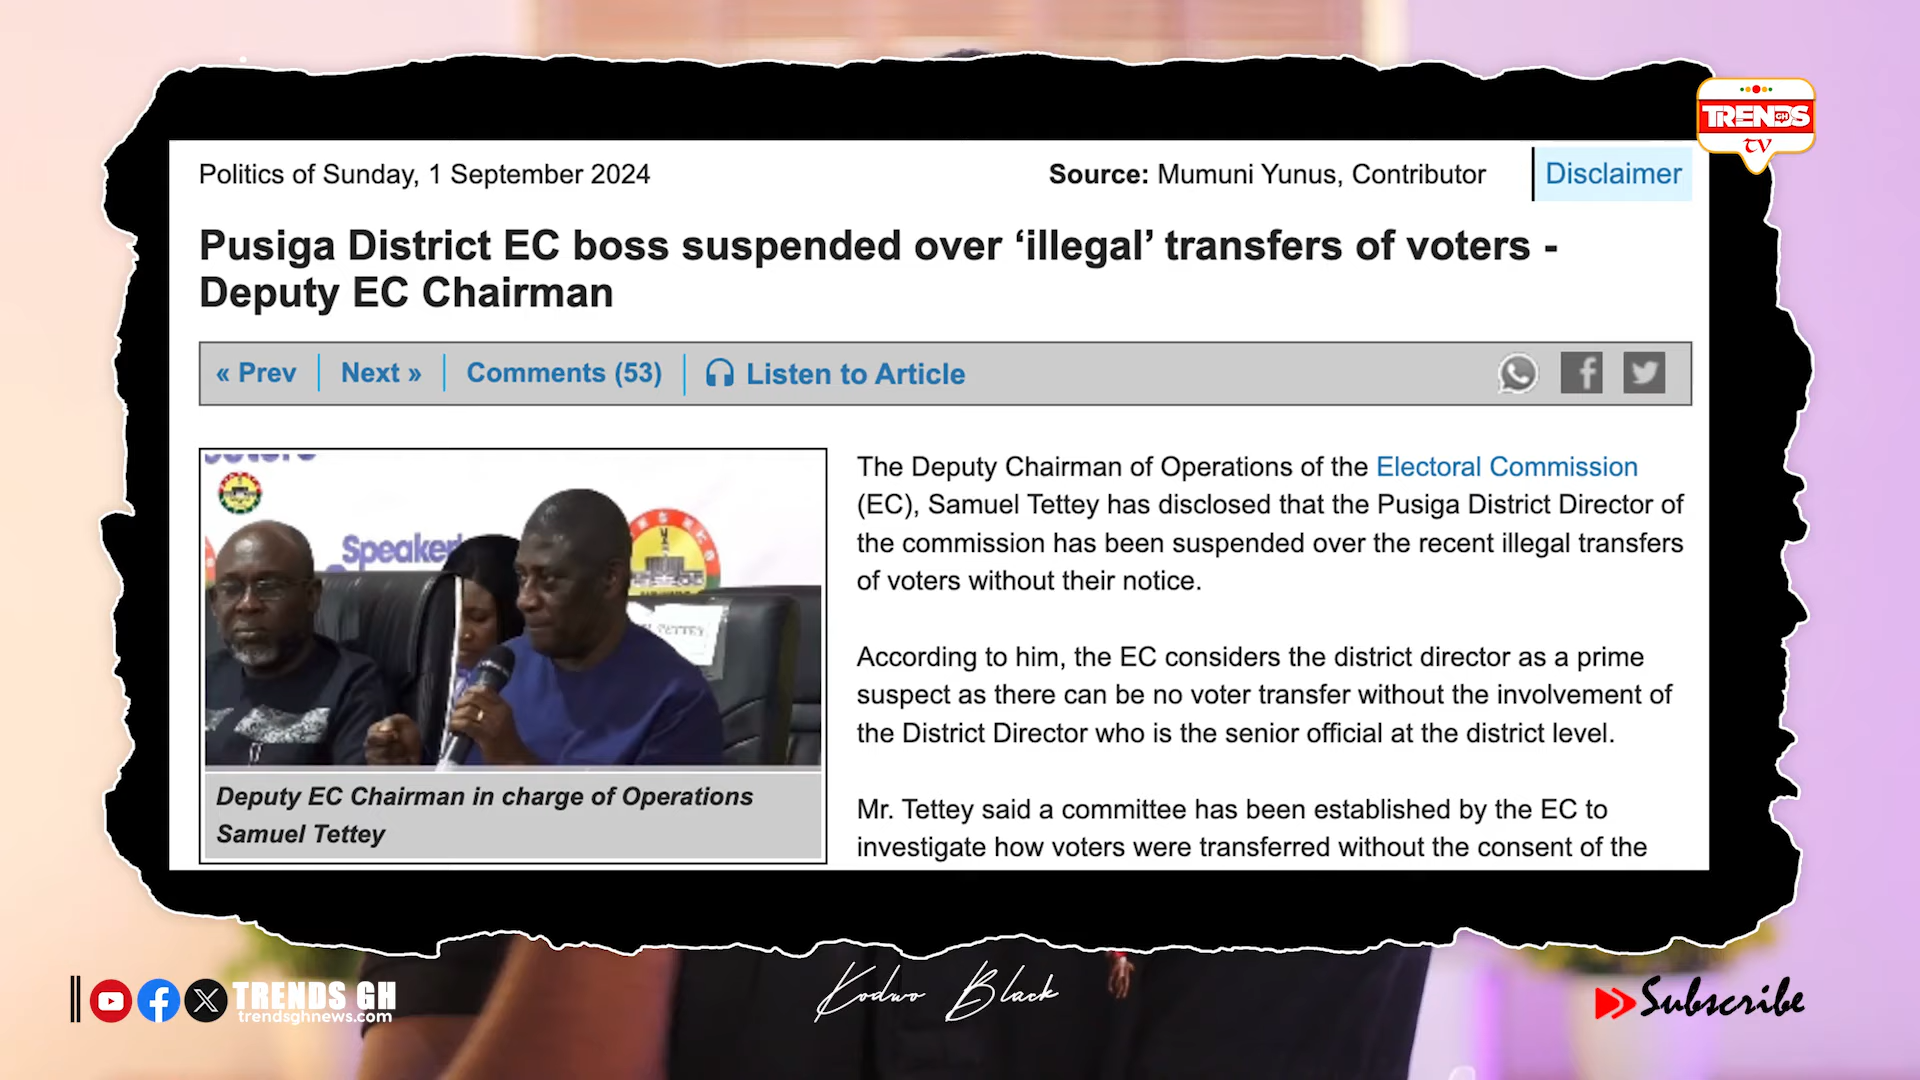 TRENDS
GH
TV
Politics of Sunday, 1 September 2024
Source: Mumuni Yunus, Contributor
Disclaimer
Pusiga District EC boss suspended over ‘illegal’ transfers of voters -
Deputy EC Chairman
« Prev
Next »
Comments (53)
Listen to Article
Speaker
Deputy EC Chairman in charge of Operations
Samuel Tettey
The Deputy Chairman of Operations of the Electoral Commission
(EC), Samuel Tettey has disclosed that the Pusiga District Director of
the commission has been suspended over the recent illegal transfers
of voters without their notice.
According to him, the EC considers the district director as a prime
suspect as there can be no voter transfer without the involvement of
the District Director who is the senior official at the district level.
Mr. Tettey said a committee has been established by the EC to
investigate how voters were transferred without the consent of the
TRENDS GH
trendsghnews.com
Kodwo Black
Subscribe